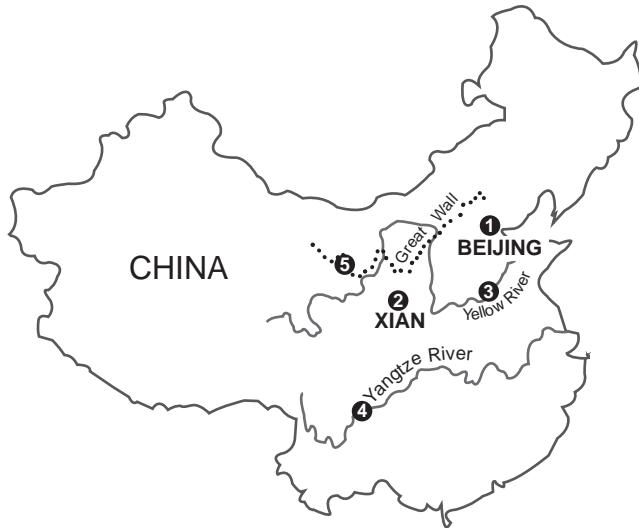 1
BEIJING
Great Wall
5
CHINA
2
XIAN
3
Yellow River
Yangtze River
4